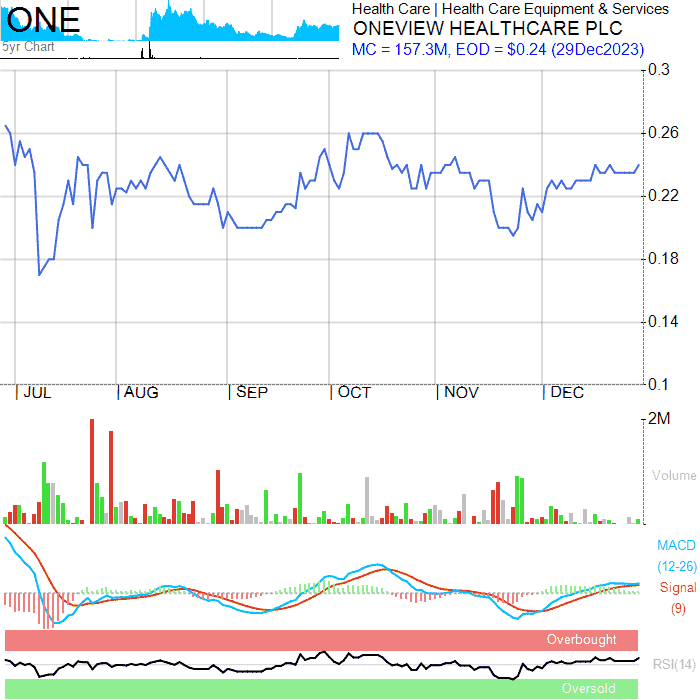 ONE
5yr Chart
Health Care | Health Care Equipment & Services
ONEVIEW HEALTHCARE PLC
MC = 157.3M, EOD = $0.24 (29Dec2023)
0.3
0.26
0.22
0.18
0.14
0.1
JUL AUG SEP OCT NOV DEC
2M
Volume
MACD
(12-26)
Signal
(9)
Overbought
RSI(14)
Oversold